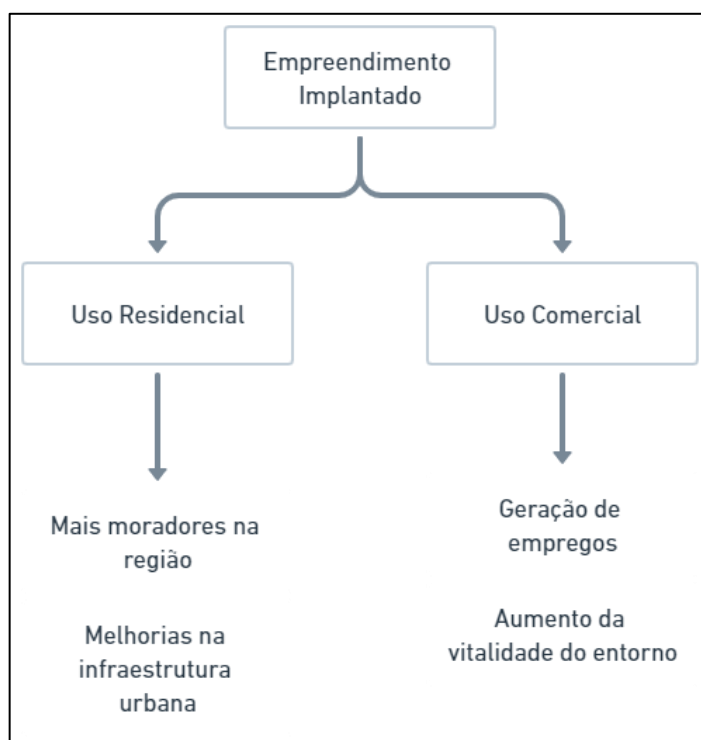 Empreendimento
Implantado
Uso Residencial
Uso Comercial
Mais moradores na
região
Melhorias na
infraestrutura
urbana
Geração de
empregos
Aumento da
vitalidade do entorno